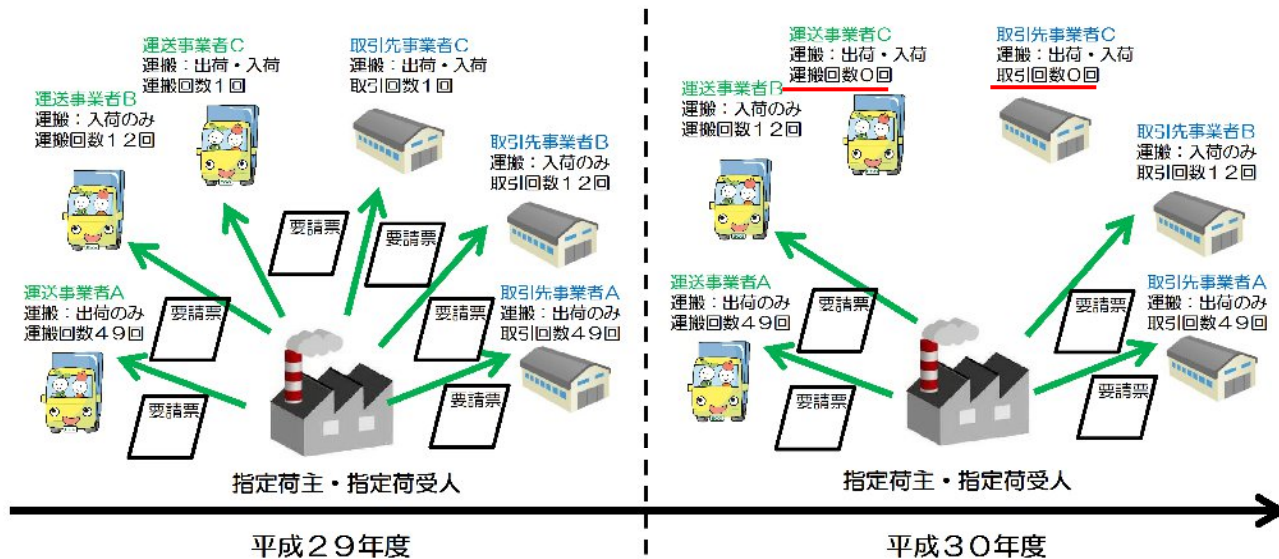 運送事業者C
運搬：出荷・入荷
運搬回数１回
取引先事業者C
運搬：出荷・入荷
取引回数１回
運送事業者B
運搬：入荷のみ
運搬回数１２回
取引先事業者B
運搬：入荷のみ
取引回数１２回
要請票
要請票
運送事業者A
運搬：出荷のみ
運搬回数４９回
要請票
要請票
取引先事業者A
運搬：出荷のみ
取引回数４９回
要請票
要請票
指定荷主・指定荷受人
平成２９年度
運送事業者C
運搬：出荷・入荷
運搬回数０回
取引先事業者C
運搬：出荷・入荷
取引回数０回
運送事業者B
運搬：入荷のみ
運搬回数１２回
取引先事業者B
運搬：入荷のみ
取引回数１２回
運送事業者A
運搬：出荷のみ
運搬回数４９回
要請票
要請票
取引先事業者A
運搬：出荷のみ
取引回数４９回
要請票
要請票
指定荷主・指定荷受人
平成３０年度